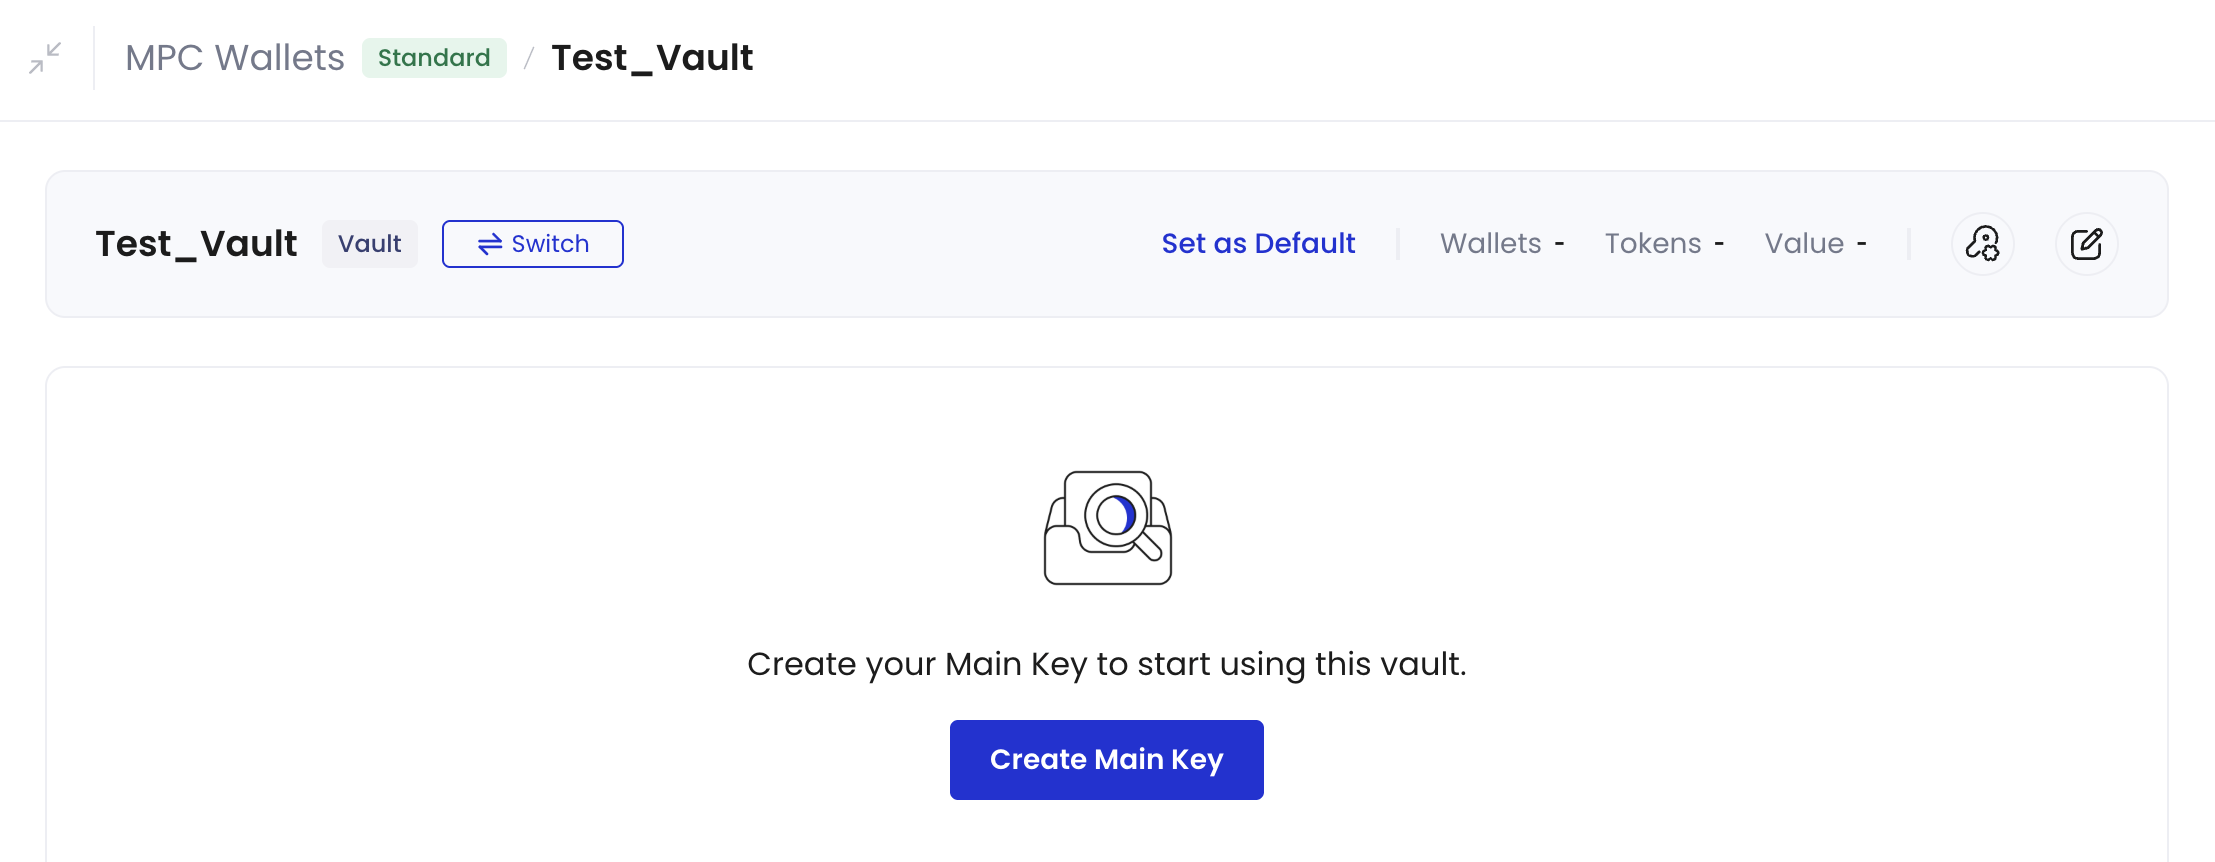 MPC Wallets Standard / Test_Vault
Test_Vault Vault Switch Set as Default Wallets - Tokens - Value -
Create your Main Key to start using this vault.
Create Main Key